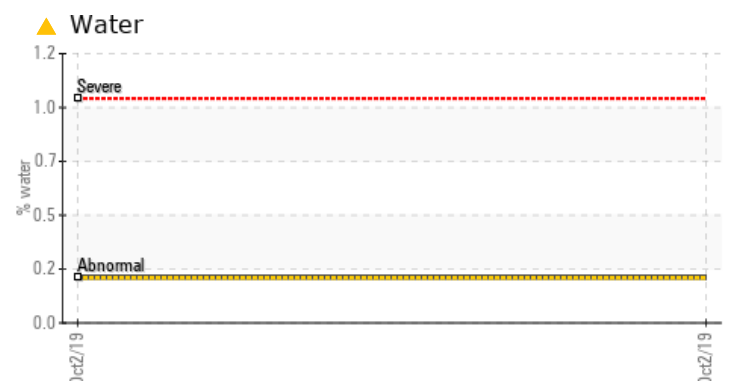 Water
1.2
Severe
1.0
0.7
% water
0.5
Abnormal
0.2
0.0
Oct2/19
Oct2/19